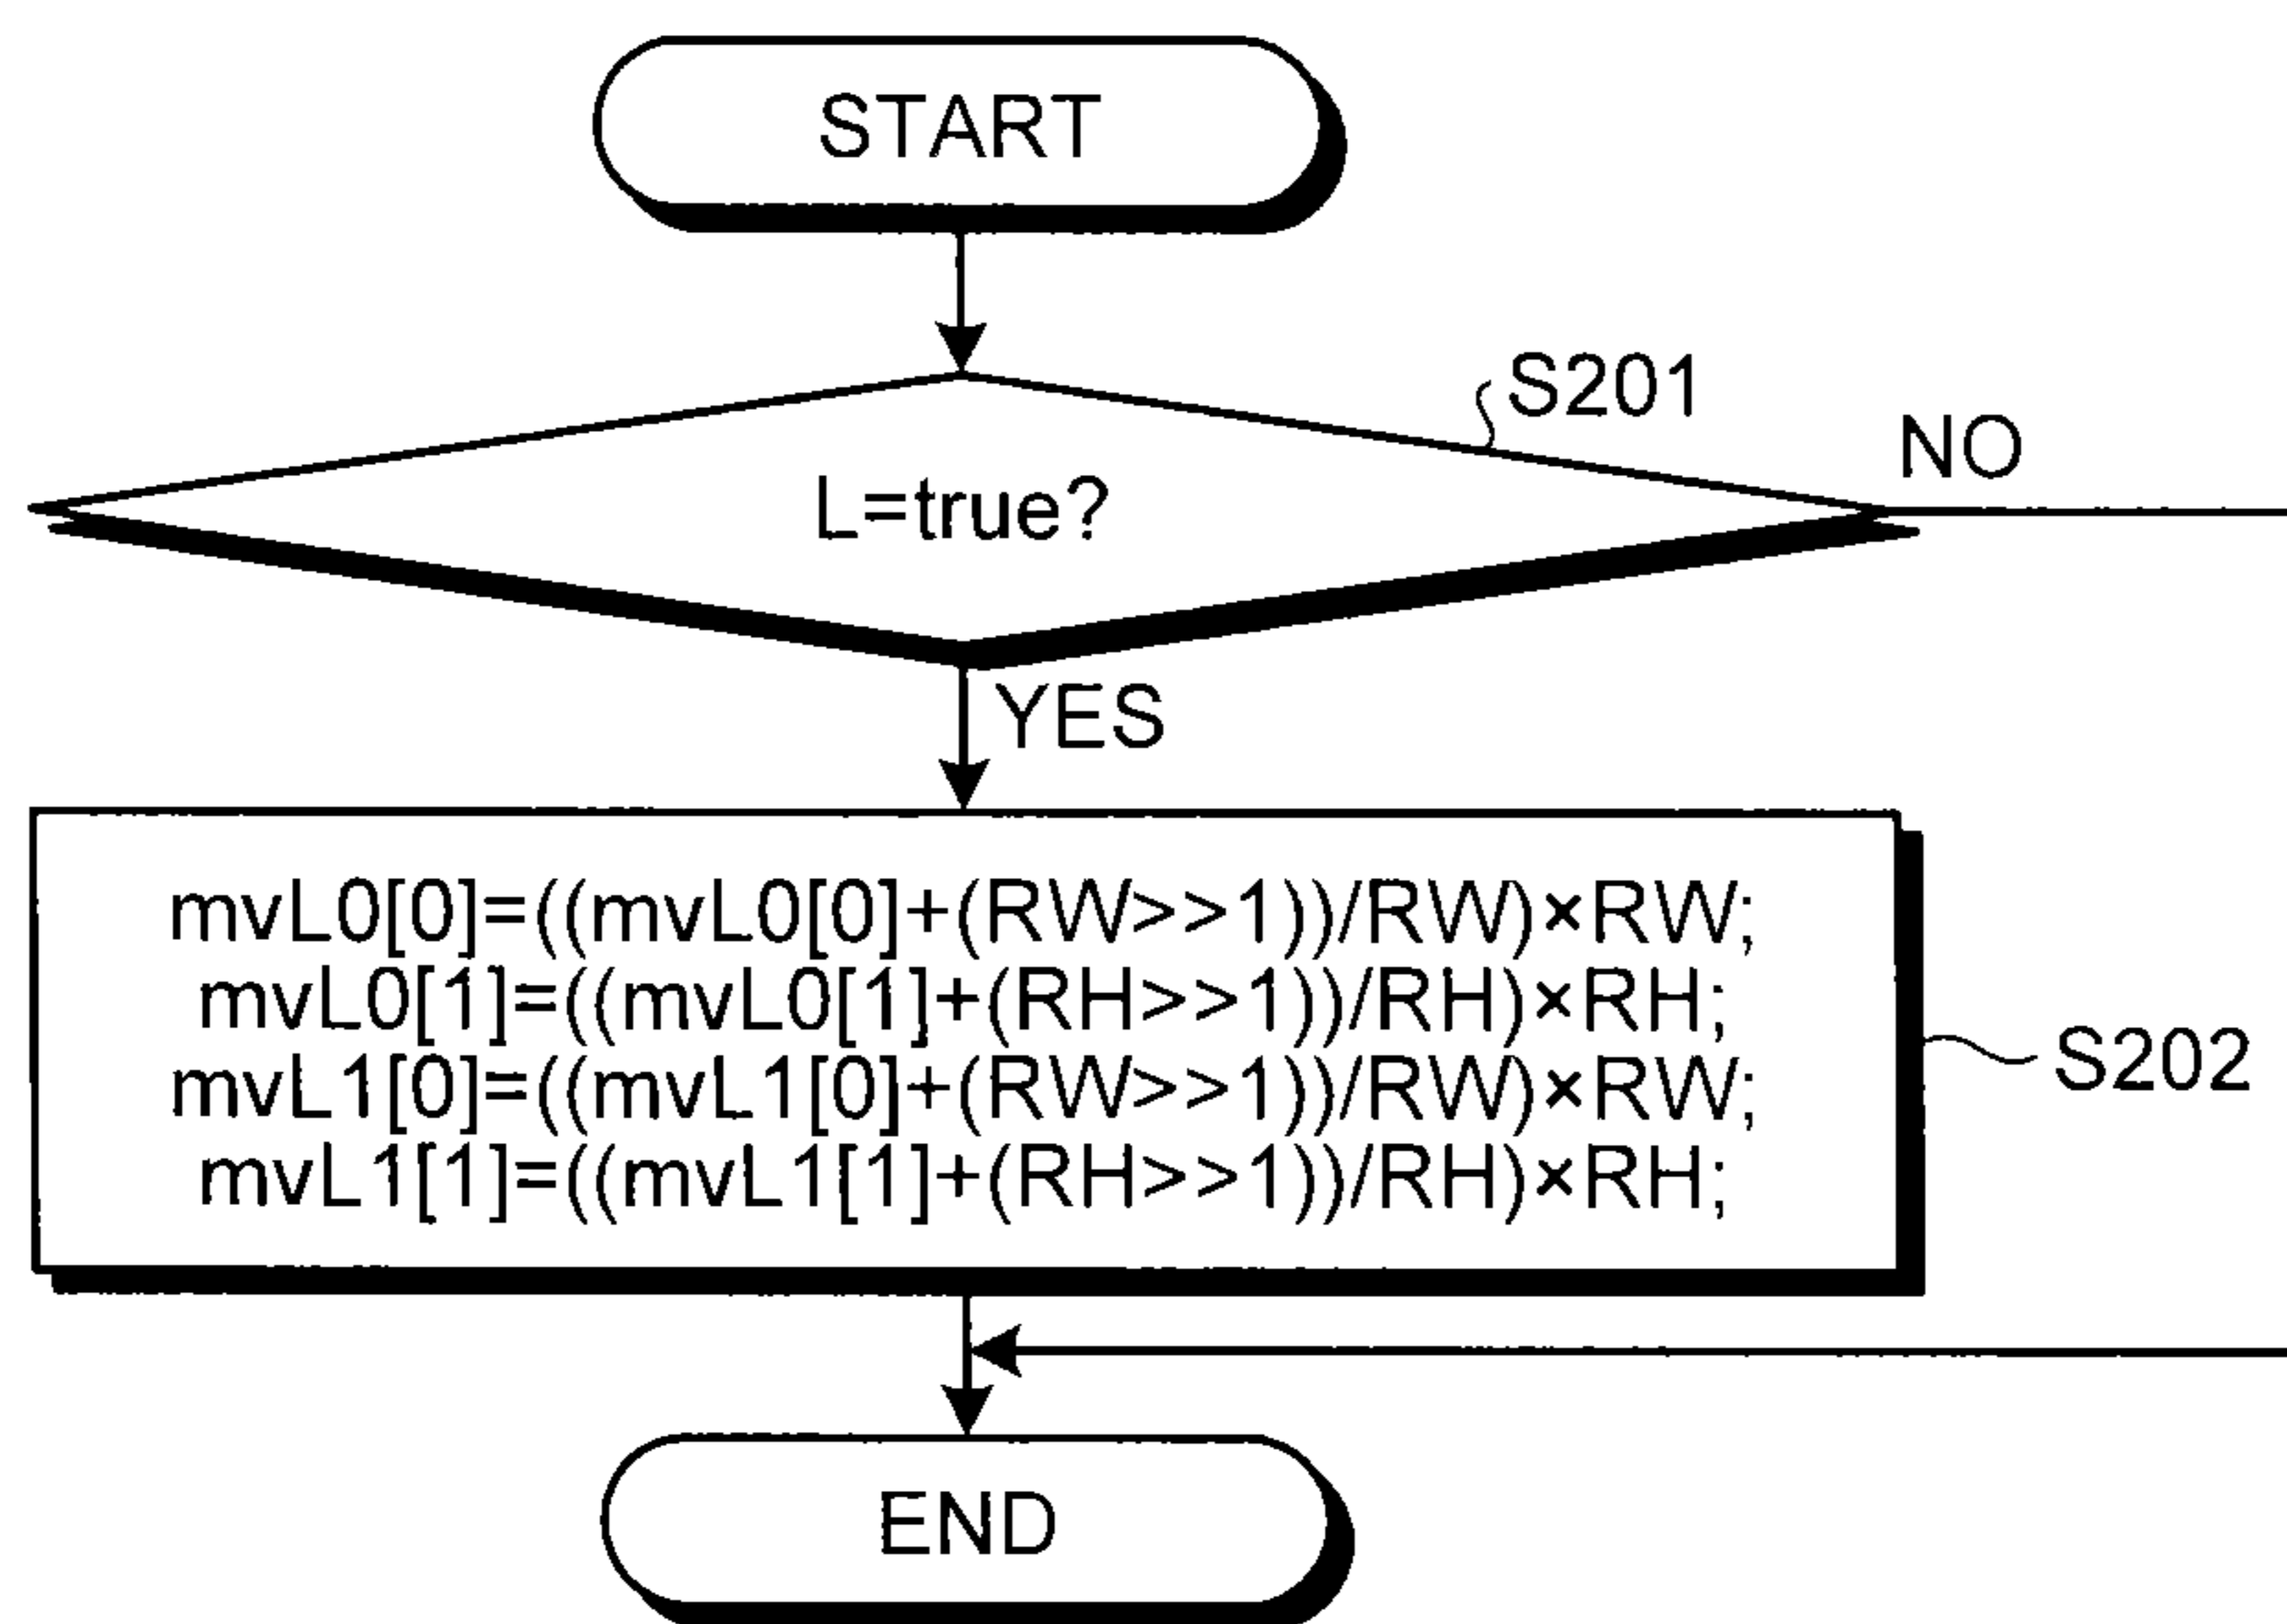 START
S201
NO
L=true?
YES
mvL0[0]=((mvL0[0]+(RW>>1))/RW)×RW;
mvL0[1]=((mvL0[1]+(RH>>1))/RH)×RH;
mvL1[0]=((mvL1[0]+(RW>>1))/RW)×RW;
mvL1[1]=((mvL1[1]+(RH>>1))/RH)×RH;
S202
END